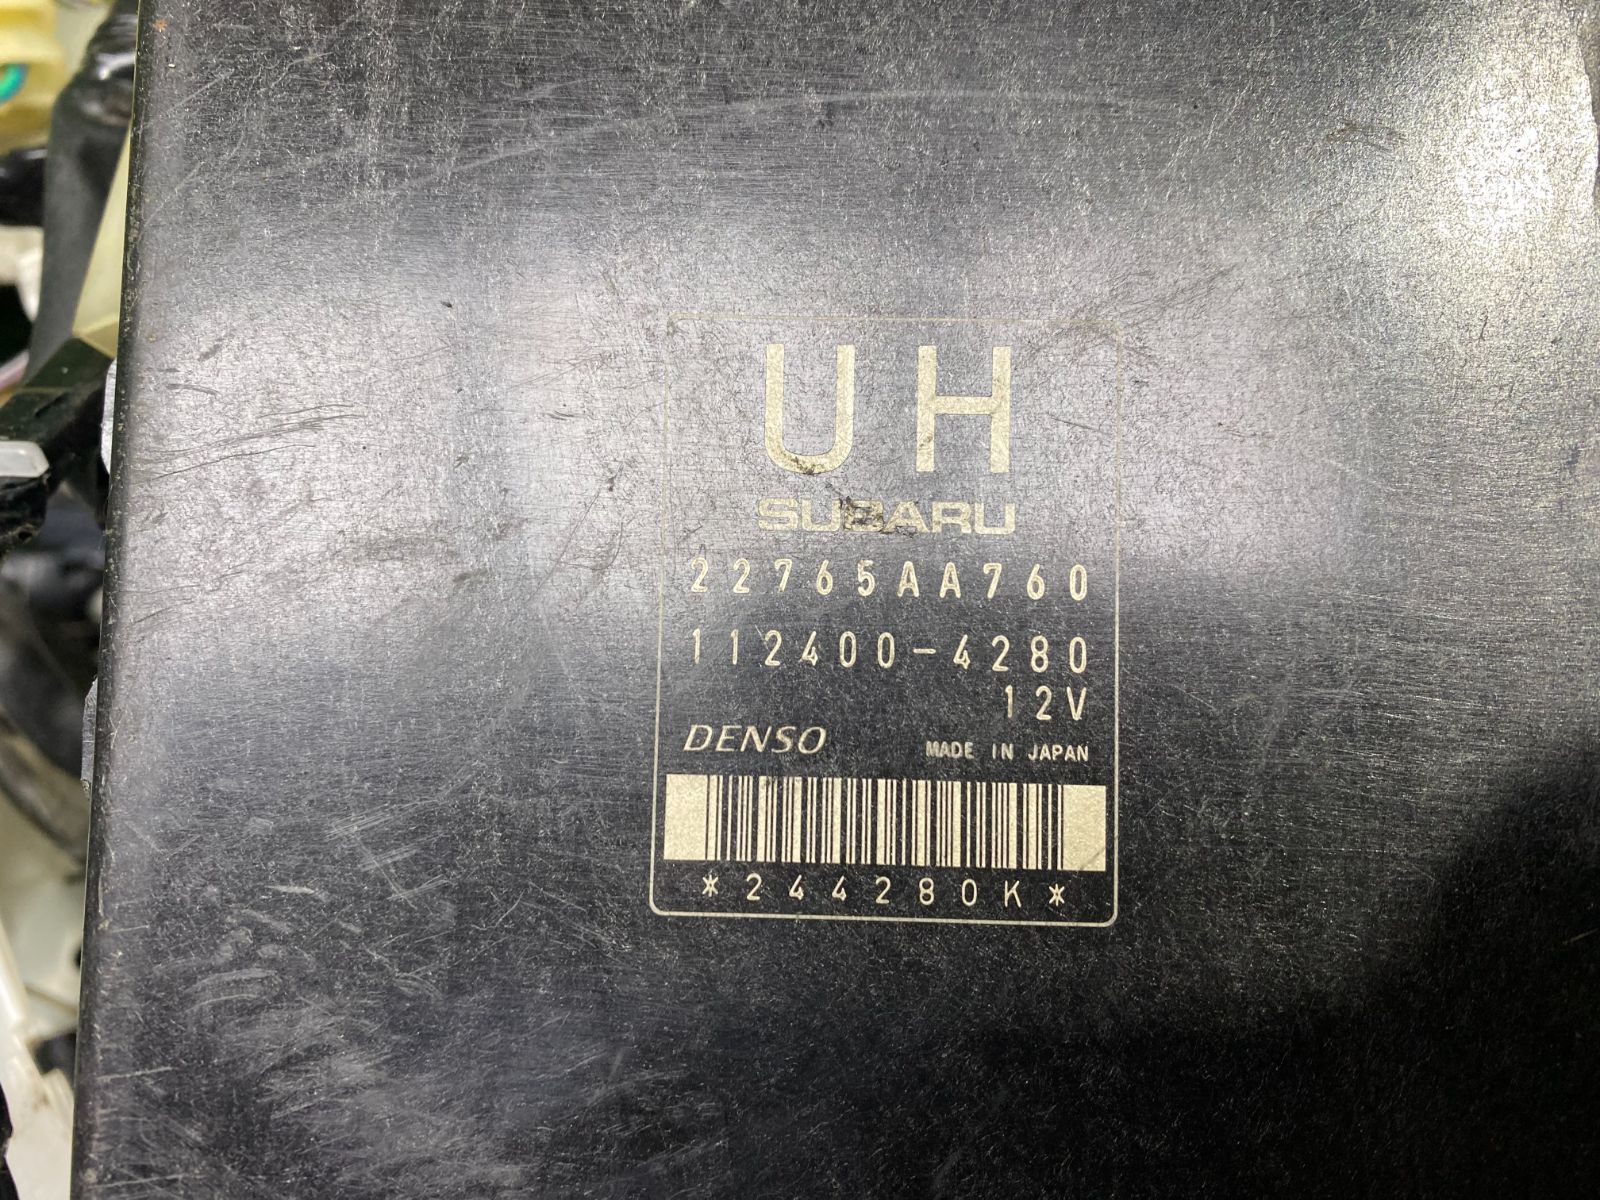 UH
SUBARU
22765AA760
112400-4280
12V
DENSO MADE IN JAPAN
*244280K*